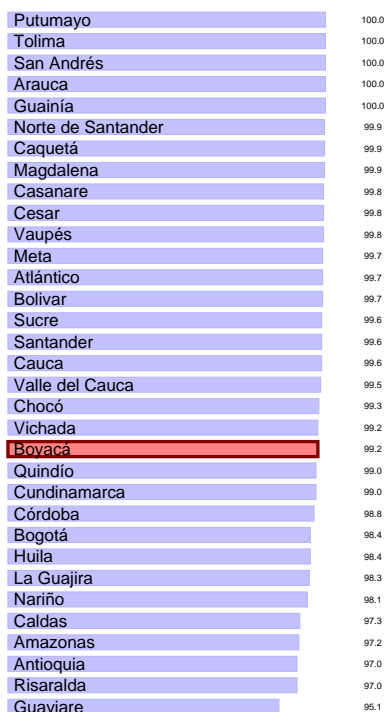 Putumayo 100.0
Tolima 100.0
San Andrés 100.0
Arauca 100.0
Guainía 100.0
Norte de Santander 99.9
Caquetá 99.9
Magdalena 99.9
Casanare 99.8
Cesar 99.8
Vaupés 99.8
Meta 99.7
Atlántico 99.7
Bolivar 99.7
Sucre 99.6
Santander 99.6
Cauca 99.6
Valle del Cauca 99.5
Chocó 99.3
Vichada 99.2
Boyacá 99.2
Quindío 99.0
Cundinamarca 99.0
Córdoba 98.8
Bogotá 98.4
Huila 98.4
La Guajira 98.3
Nariño 98.1
Caldas 97.3
Amazonas 97.2
Antioquia 97.0
Risaralda 97.0
Guaviare 95.1